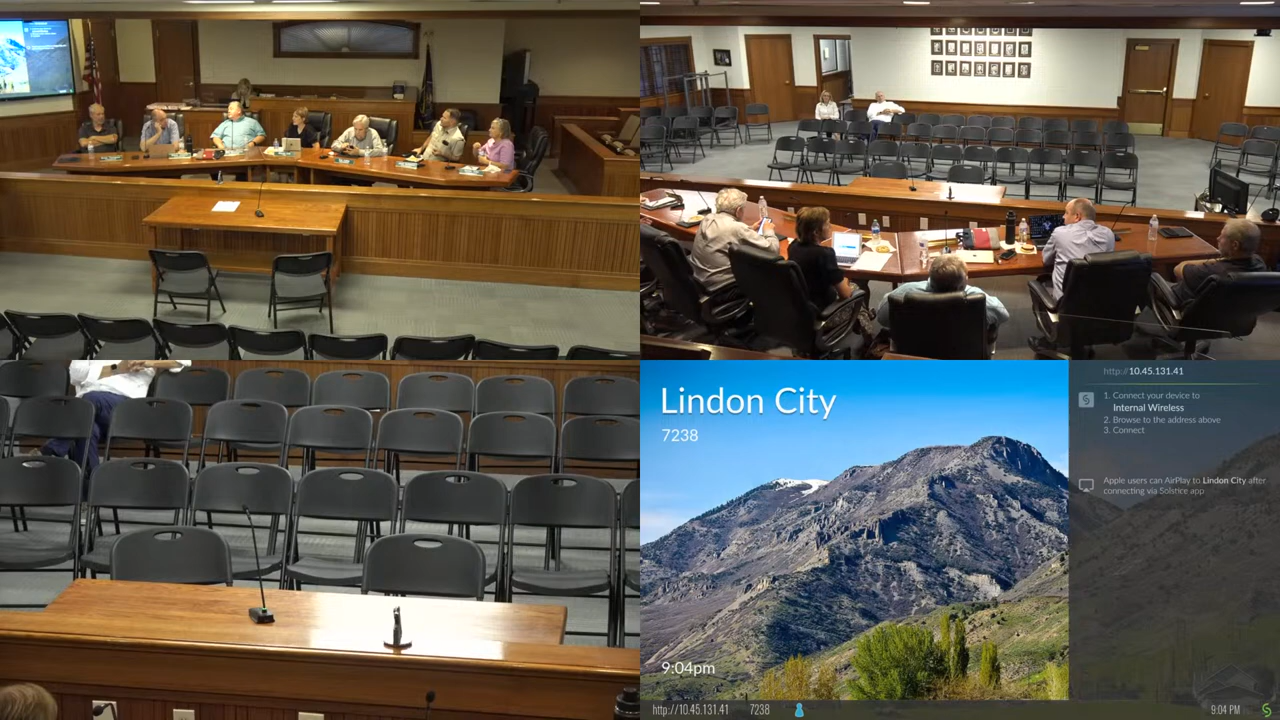 Lindon City
7238
9:04pm
http://10.45.131.41
1. Connect your device to
Internal Wireless
2. Browse to the address above
3. Connect
Apple users can AirPlay to Lindon City after
connecting via Solstice app
http://10.45.131.41 7238 9:04 PM